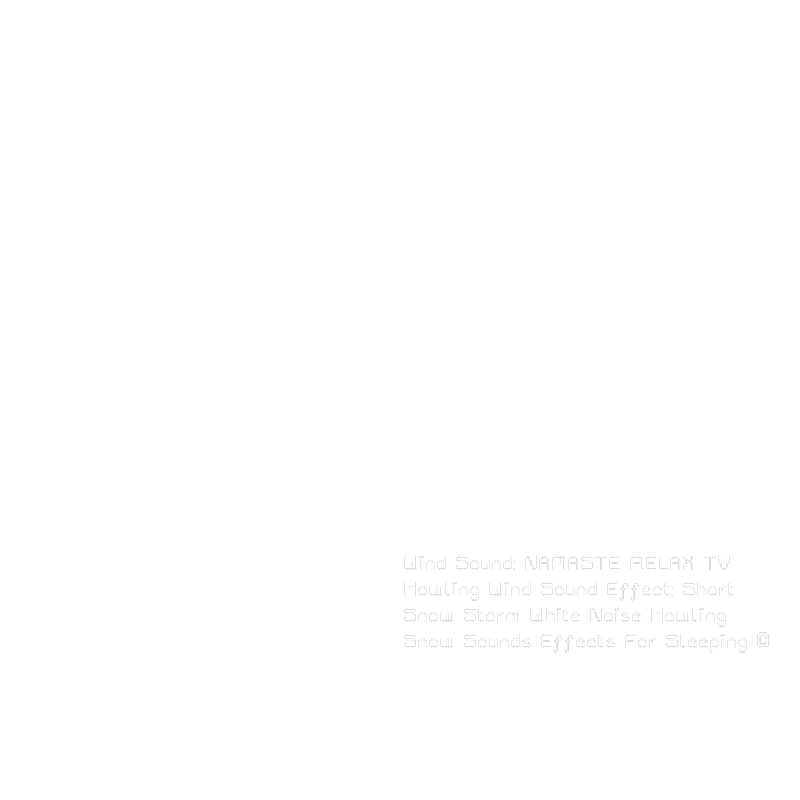 Wind Sound: NAMASTE RELAX TV
Howling Wind Sound Effect: Short
Snow Storm White Noise Howling
Snow Sounds Effects For Sleeping ©